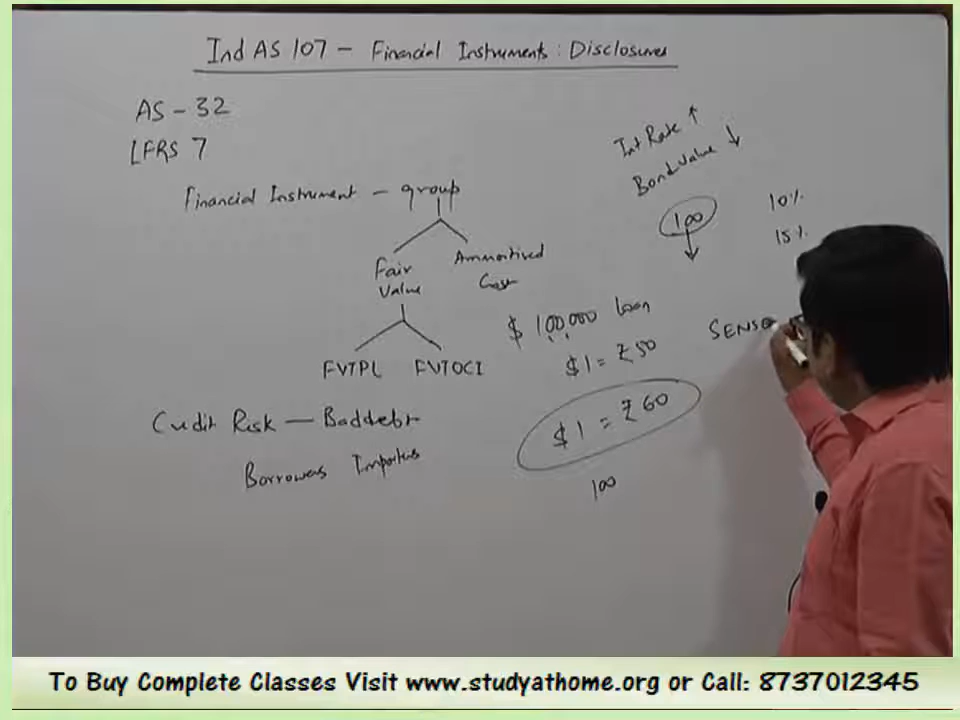 Ind AS 107 - Financial Instruments : Disclosures
AS - 32
IFRS 7
Financial Instrument - group
Fair Value
Ammortived Cost
FVTPL
FVTOCI
Credit Risk - Baddebt
Borrowers Importers
Int Rate ↑
Bond Value ↓
100
10%
15%
$ 100,000 loan
$1 = ₹50
$1 = ₹60
100
SENSE
To Buy Complete Classes Visit www.studyathome.org or Call: 8737012345